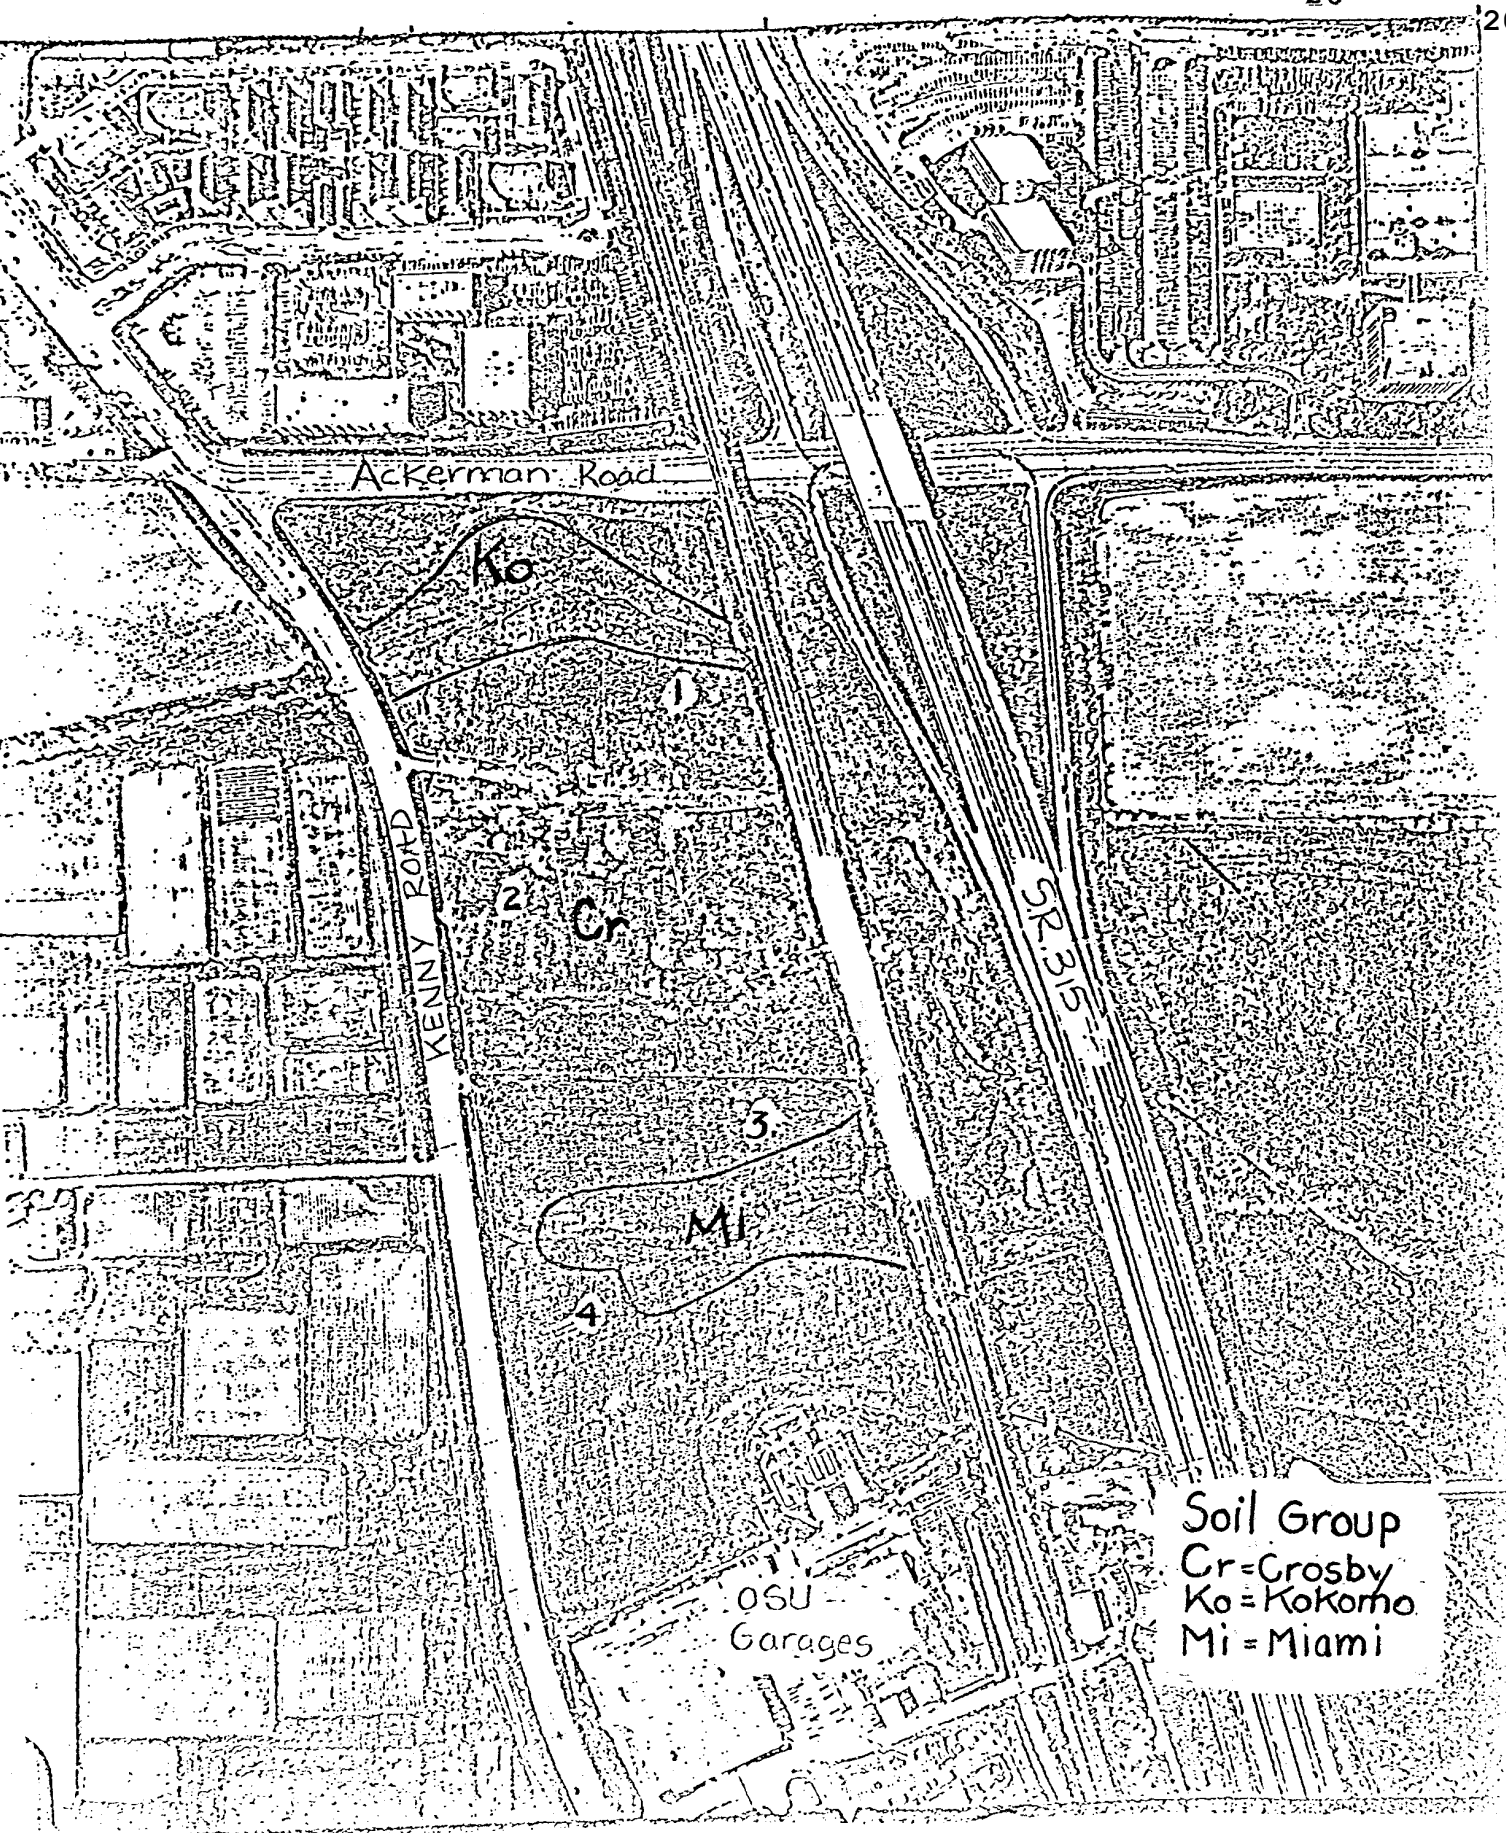 Ackerman Road
Ko
1
KENNY ROAD
2
Cr
SR 315
3
Mi
4
OSU
Garages
Soil Group
Cr=Crosby
Ko=Kokomo
Mi=Miami